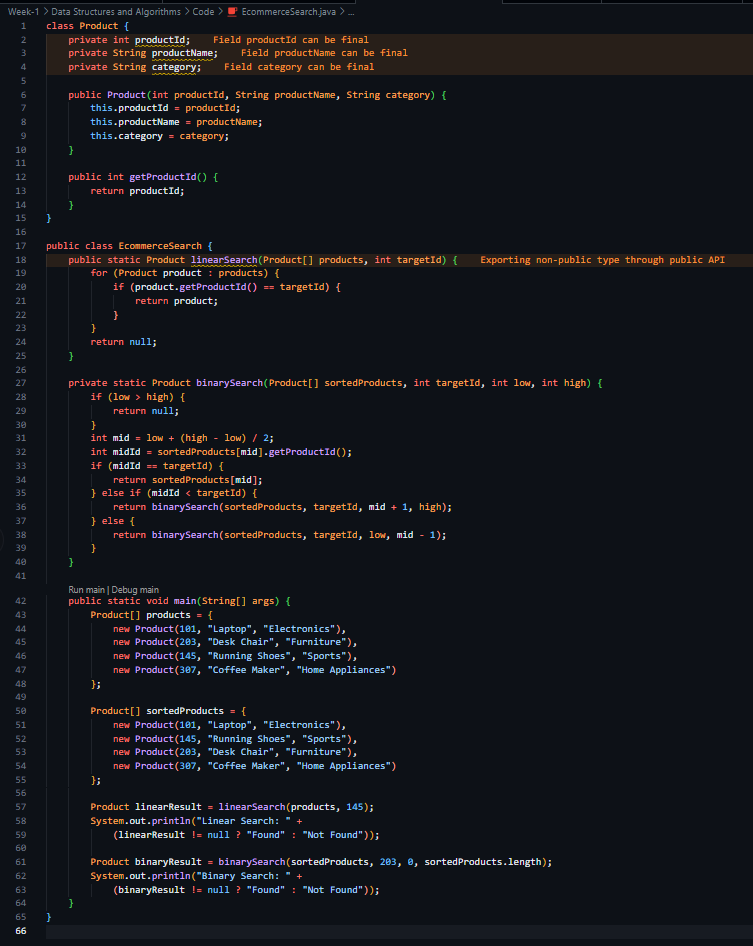 Week-1 > Data Structures and Algorithms > Code > EcommerceSearch.java > ...
1 class Product {
2     private int productId;    Field productId can be final
3     private String productName;    Field productName can be final
4     private String category;    Field category can be final
5
6     public Product(int productId, String productName, String category) {
7         this.productId = productId;
8         this.productName = productName;
9         this.category = category;
10     }
11
12     public int getProductId() {
13         return productId;
14     }
15 }
16
17 public class EcommerceSearch {
18     public static Product linearSearch(Product[] products, int targetId) {    Exporting non-public type through public API
19         for (Product product : products) {
20             if (product.getProductId() == targetId) {
21                 return product;
22             }
23         }
24         return null;
25     }
26
27     private static Product binarySearch(Product[] sortedProducts, int targetId, int low, int high) {
28         if (low > high) {
29             return null;
30         }
31         int mid = low + (high - low) / 2;
32         int midId = sortedProducts[mid].getProductId();
33         if (midId == targetId) {
34             return sortedProducts[mid];
35         } else if (midId < targetId) {
36             return binarySearch(sortedProducts, targetId, mid + 1, high);
37         } else {
38             return binarySearch(sortedProducts, targetId, low, mid - 1);
39         }
40     }
41
Run main | Debug main
42     public static void main(String[] args) {
43         Product[] products = {
44             new Product(101, "Laptop", "Electronics"),
45             new Product(203, "Desk Chair", "Furniture"),
46             new Product(145, "Running Shoes", "Sports"),
47             new Product(307, "Coffee Maker", "Home Appliances")
48         };
49
50         Product[] sortedProducts = {
51             new Product(101, "Laptop", "Electronics"),
52             new Product(145, "Running Shoes", "Sports"),
53             new Product(203, "Desk Chair", "Furniture"),
54             new Product(307, "Coffee Maker", "Home Appliances")
55         };
56
57         Product linearResult = linearSearch(products, 145);
58         System.out.println("Linear Search: " +
59             (linearResult != null ? "Found" : "Not Found"));
60
61         Product binaryResult = binarySearch(sortedProducts, 203, 0, sortedProducts.length);
62         System.out.println("Binary Search: " +
63             (binaryResult != null ? "Found" : "Not Found"));
64     }
65 }
66